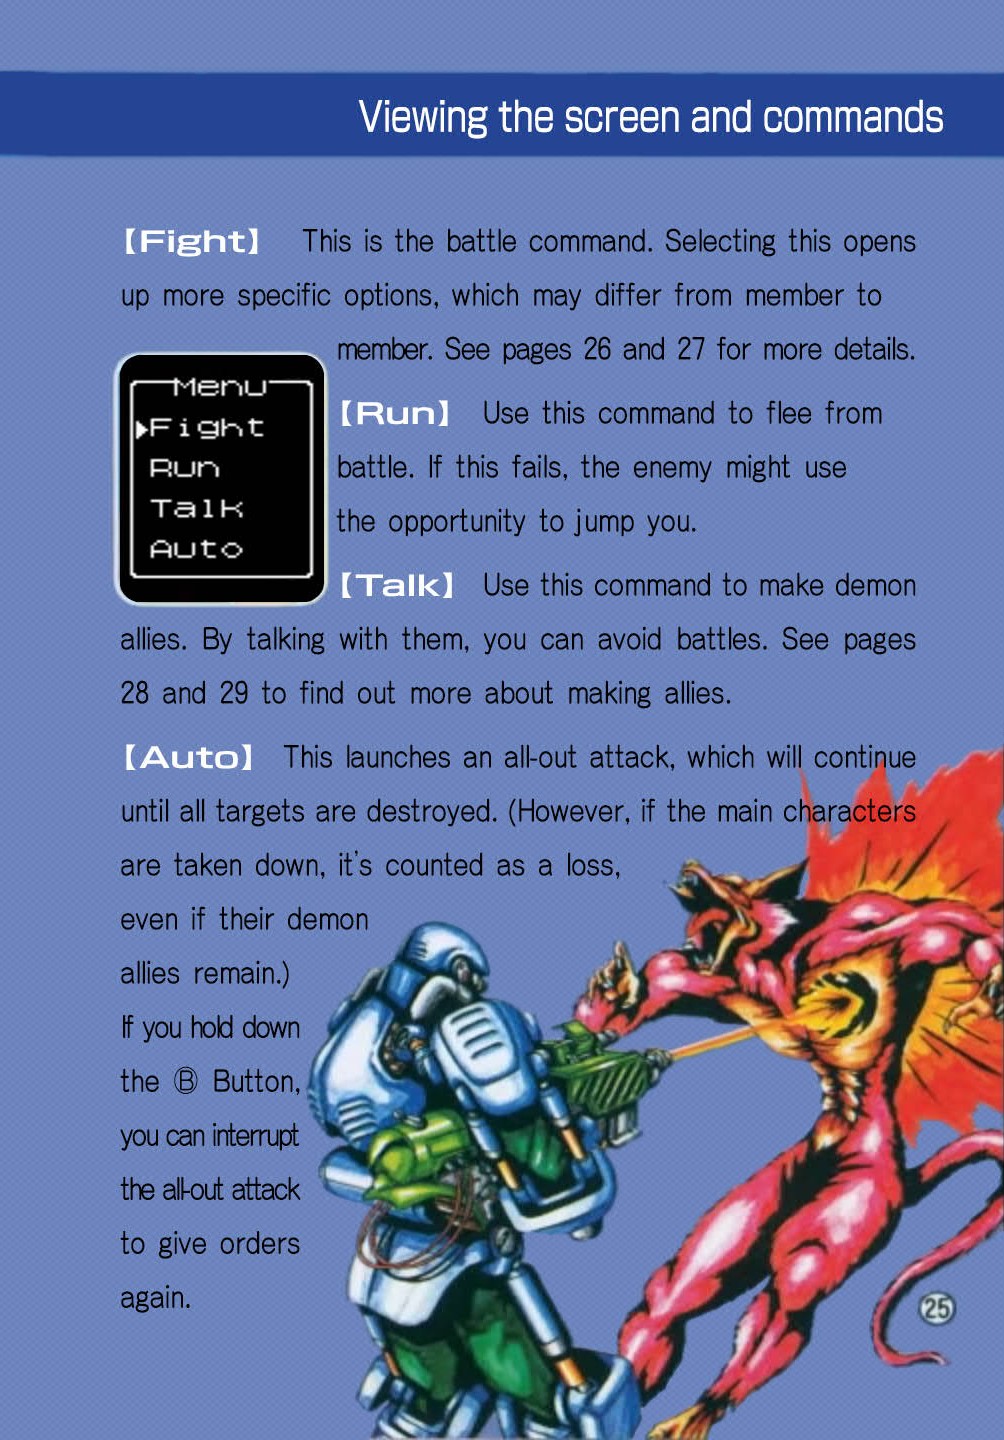 Viewing the screen and commands
【Fight】 This is the battle command. Selecting this opens
up more specific options, which may differ from member to
member. See pages 26 and 27 for more details.
Menu
▶Fight
Run
Talk
Auto
【Run】 Use this command to flee from
battle. If this fails, the enemy might use
the opportunity to jump you.
【Talk】 Use this command to make demon
allies. By talking with them, you can avoid battles. See pages
28 and 29 to find out more about making allies.
【Auto】 This launches an all-out attack, which will continue
until all targets are destroyed. (However, if the main characters
are taken down, it's counted as a loss,
even if their demon
allies remain.)
If you hold down
the Ⓑ Button,
you can interrupt
the all-out attack
to give orders
again.
25